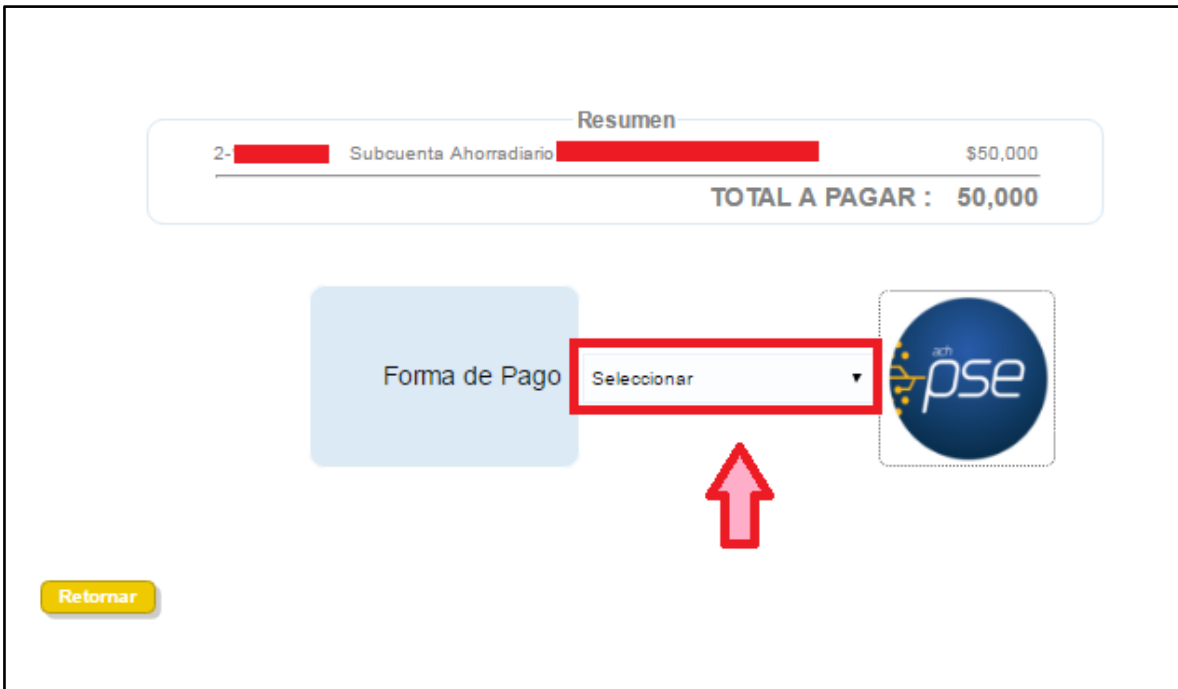 Resumen
2- Subcuenta Ahorradiario $50,000
TOTAL A PAGAR : 50,000
Forma de Pago Seleccionar
ach
pse
Retornar